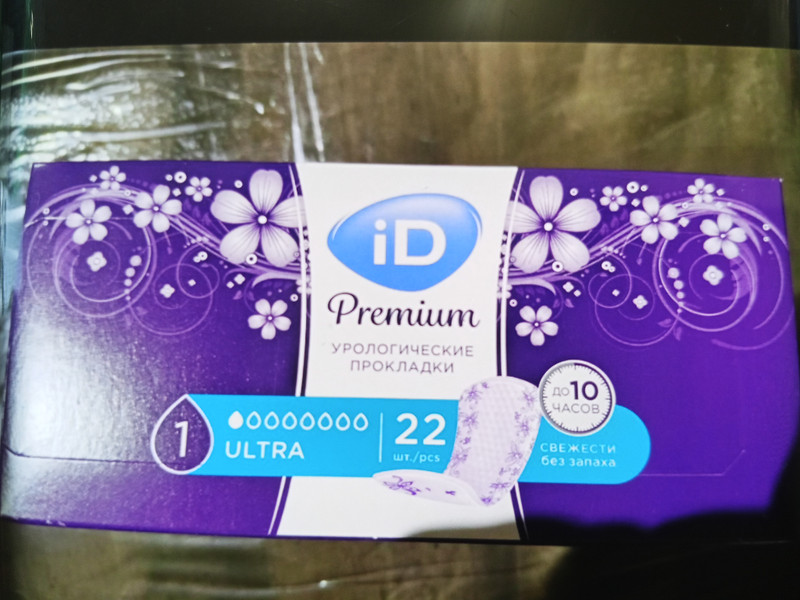 iD
Premium
УРОЛОГИЧЕСКИЕ
ПРОКЛАДКИ
1
ULTRA
22
шт./pcs
ДО 10
ЧАСОВ
СВЕЖЕСТИ
без запаха